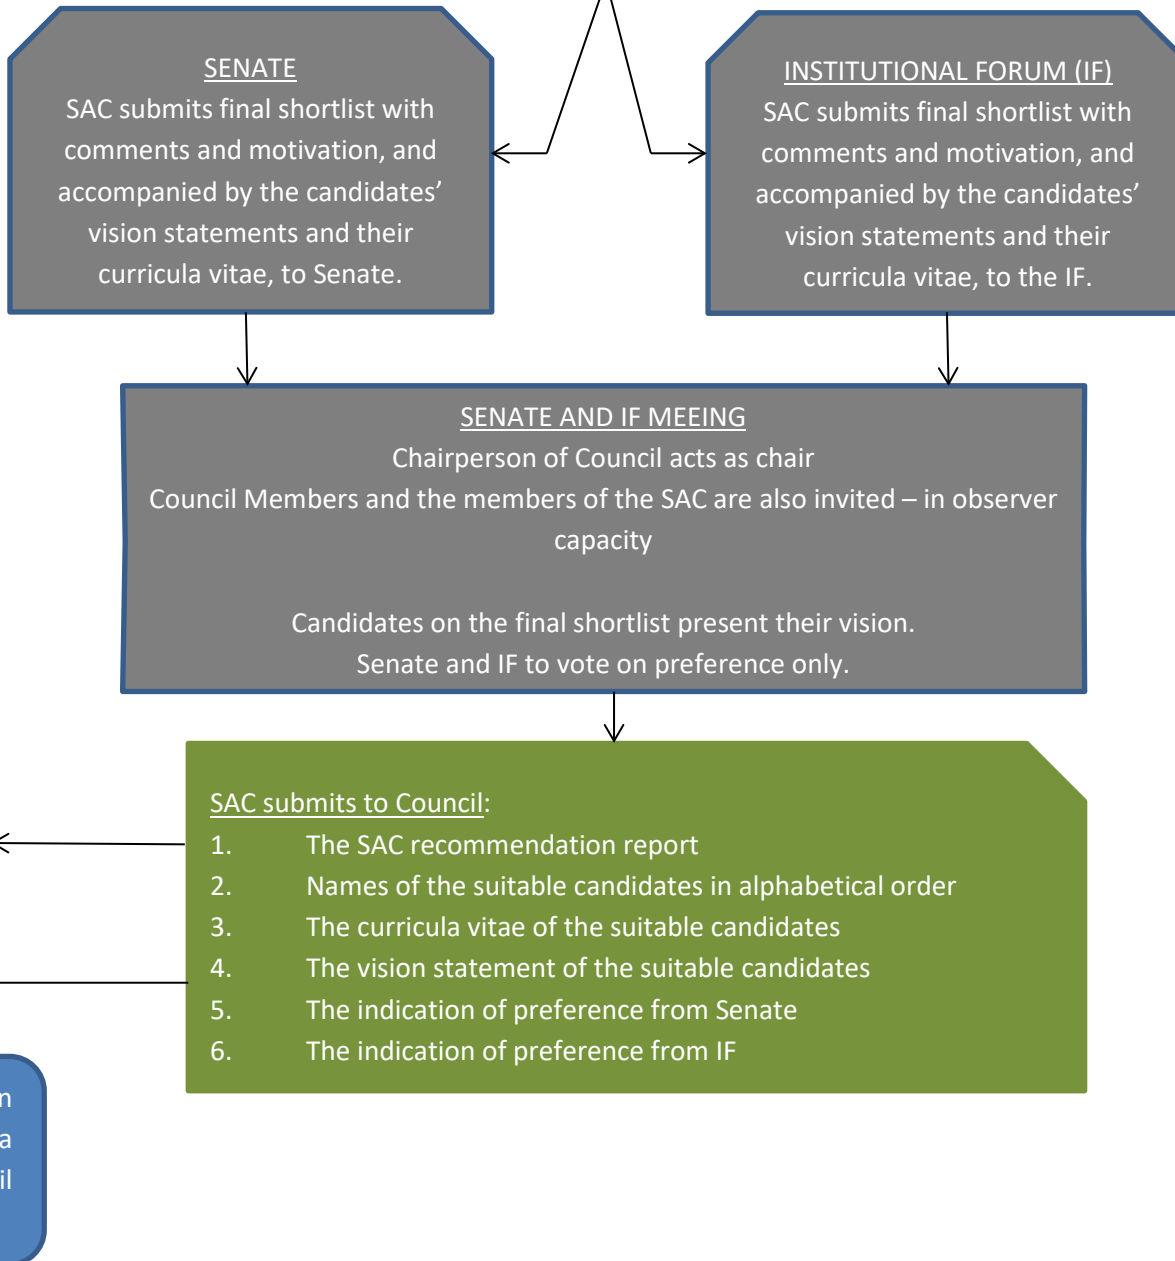 SENATE
SAC submits final shortlist with
comments and motivation, and
accompanied by the candidates’
vision statements and their
curricula vitae, to Senate.
INSTITUTIONAL FORUM (IF)
SAC submits final shortlist with
comments and motivation, and
accompanied by the candidates’
vision statements and their
curricula vitae, to the IF.
SENATE AND IF MEEING
Chairperson of Council acts as chair
Council Members and the members of the SAC are also invited – in observer
capacity
Candidates on the final shortlist present their vision.
Senate and IF to vote on preference only.
SAC submits to Council:
1. The SAC recommendation report
2. Names of the suitable candidates in alphabetical order
3. The curricula vitae of the suitable candidates
4. The vision statement of the suitable candidates
5. The indication of preference from Senate
6. The indication of preference from IF